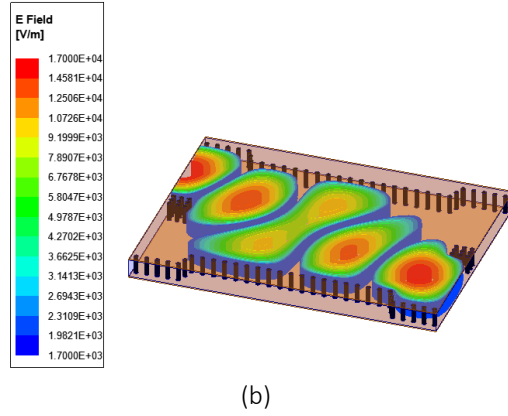 E Field
[V/m]
1.7000E+04
1.4581E+04
1.2506E+04
1.0726E+04
9.1999E+03
7.8907E+03
6.7678E+03
5.8047E+03
4.9787E+03
4.2702E+03
3.6625E+03
3.1413E+03
2.6943E+03
2.3109E+03
1.9821E+03
1.7000E+03
(b)